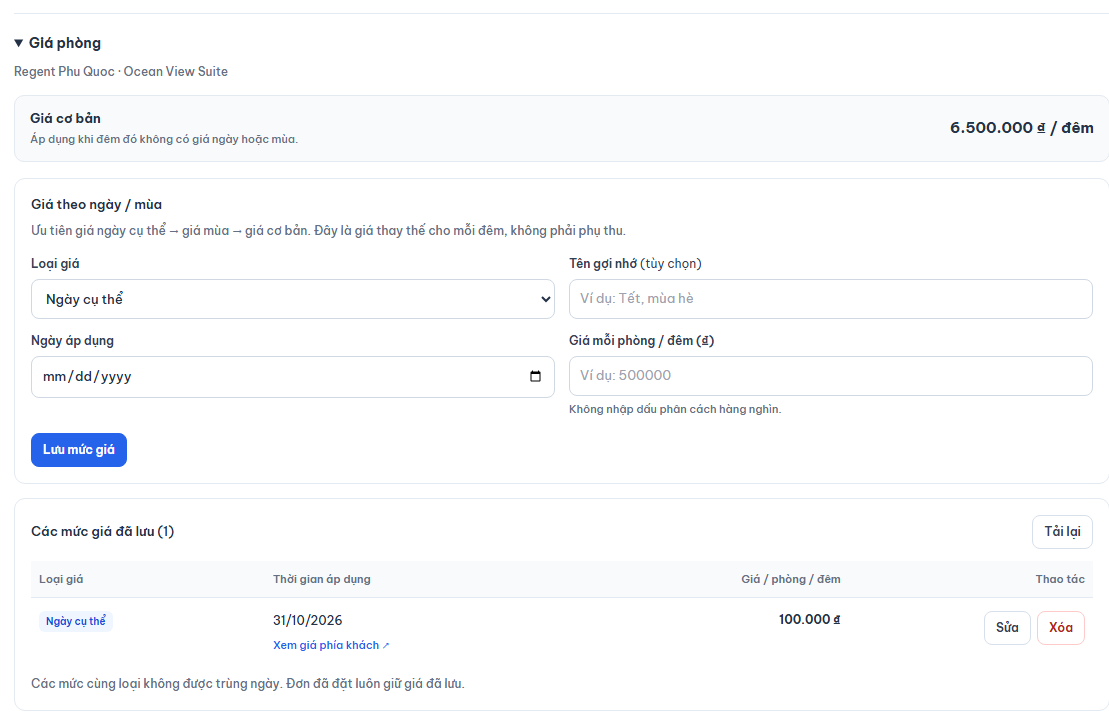 ▼ Giá phòng
Regent Phu Quoc · Ocean View Suite
Giá cơ bản
Áp dụng khi đêm đó không có giá ngày hoặc mùa.
6.500.000 ₫ / đêm
Giá theo ngày / mùa
Ưu tiên giá ngày cụ thể → giá mùa → giá cơ bản. Đây là giá thay thế cho mỗi đêm, không phải phụ thu.
Loại giá
Tên gợi nhớ (tùy chọn)
Ngày cụ thể
Ví dụ: Tết, mùa hè
Ngày áp dụng
Giá mỗi phòng / đêm (₫)
mm/dd/yyyy
Ví dụ: 500000
Không nhập dấu phân cách hàng nghìn.
Lưu mức giá
Các mức giá đã lưu (1)
Tải lại
Loại giá
Thời gian áp dụng
Giá / phòng / đêm
Thao tác
Ngày cụ thể
31/10/2026
100.000 ₫
Sửa
Xóa
Xem giá phía khách ↗
Các mức cùng loại không được trùng ngày. Đơn đã đặt luôn giữ giá đã lưu.